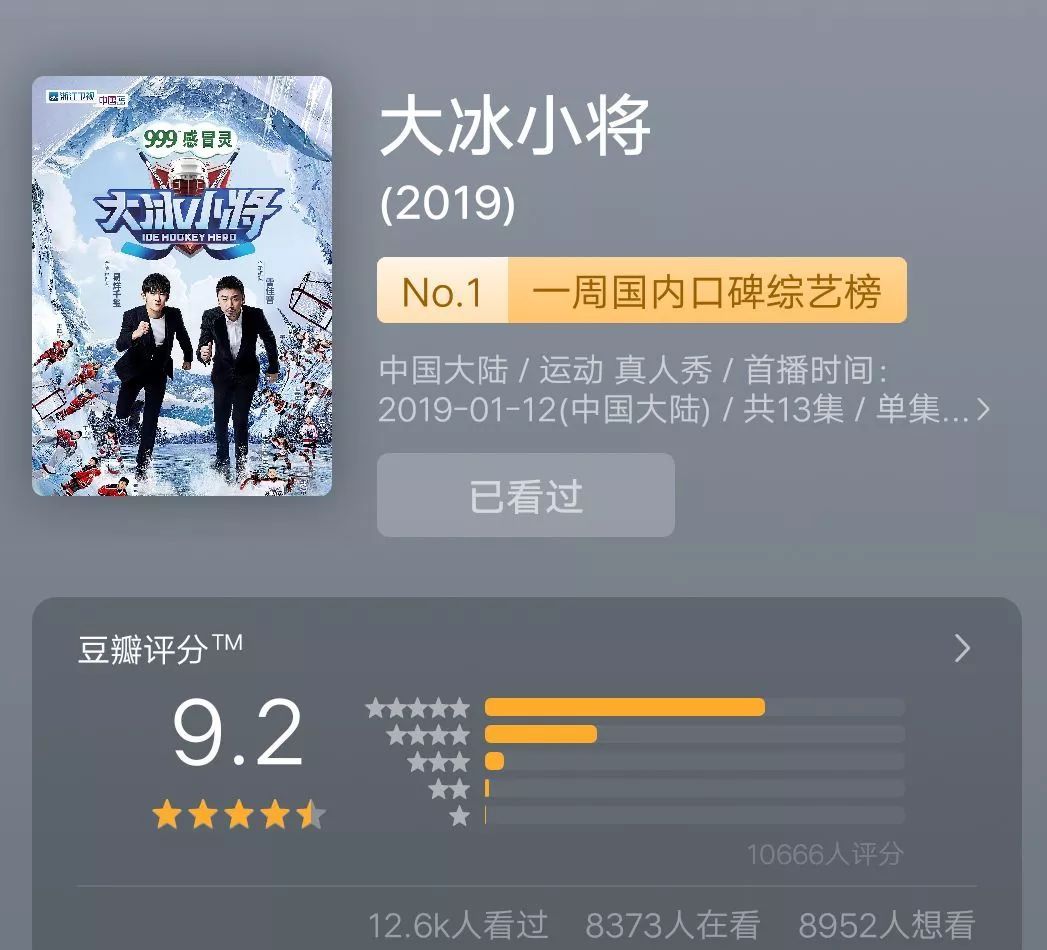 浙江卫视 中国蓝
999感冒灵
大冰小将
ICE HOCKEY HERO
易烊千玺
雷佳音
大冰小将
(2019)
No.1 一周国内口碑综艺榜
中国大陆 / 运动 真人秀 / 首播时间:
2019-01-12(中国大陆) / 共13集 / 单集...
已看过
豆瓣评分™
9.2
10666人评分
12.6k人看过 8373人在看 8952人想看